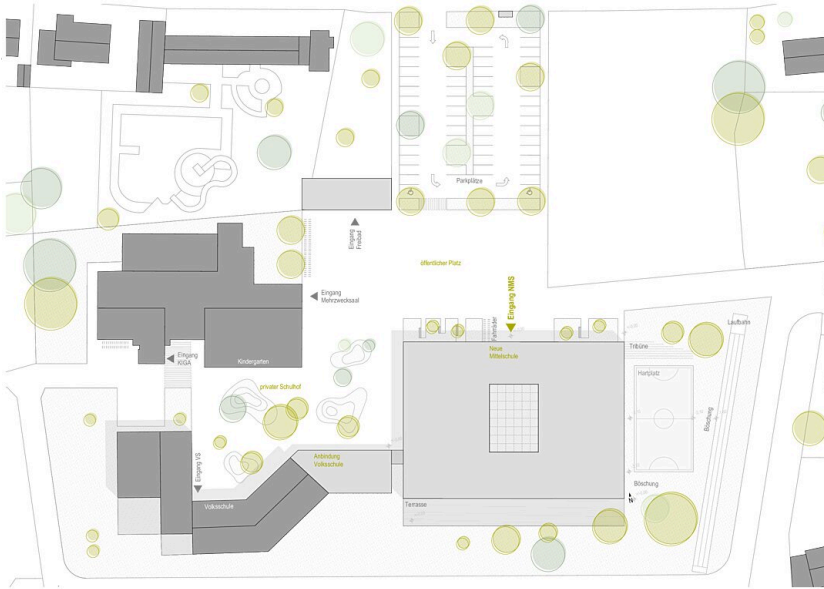 Parkplätze
Eingang
Freibad
öffentlicher Platz
Eingang
Mehrzwecksaal
Eingang NMS
Fahrräder
Laufbahn
Neue
Mittelschule
Tribüne
Eingang
KIGA
Kindergarten
Hartplatz
privater Schulhof
Böschung
Anbindung
Volksschule
Eingang VS
Böschung
N
Volksschule
Terrasse